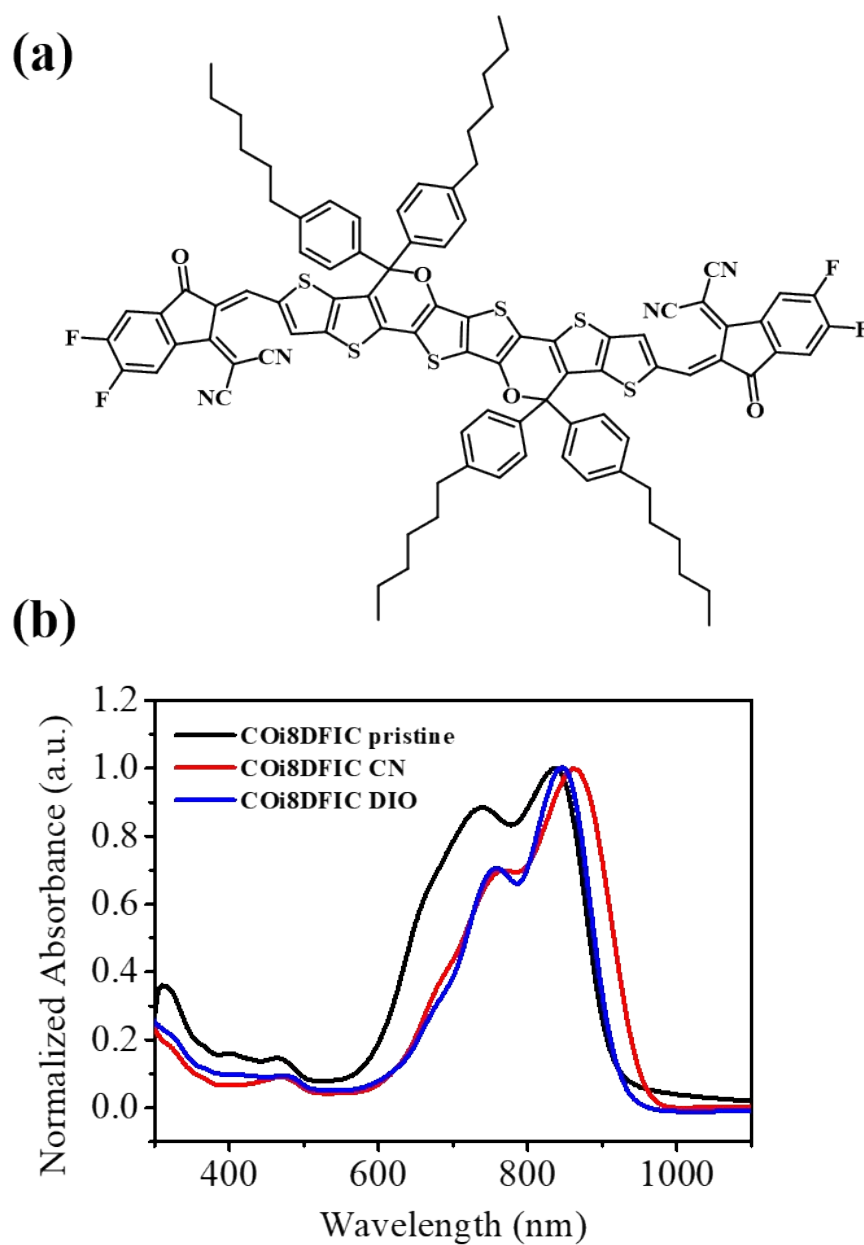 (a)
O
S
O
S
S
S
CN
NC
F
F
F
F
CN
NC
S
S
O
S
O
(b)
Normalized Absorbance (a.u.)
1.2
1.0
0.8
0.6
0.4
0.2
0.0
COi8DFIC pristine
COi8DFIC CN
COi8DFIC DIO
400 600 800 1000
Wavelength (nm)